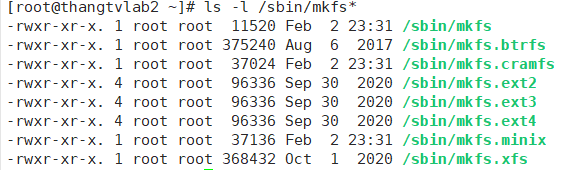 [root@thangtvlab2 ~]# ls -l /sbin/mkfs*
-rwxr-xr-x. 1 root root  11520 Feb  2 23:31 /sbin/mkfs
-rwxr-xr-x. 1 root root 375240 Aug  6  2017 /sbin/mkfs.btrfs
-rwxr-xr-x. 1 root root  37024 Feb  2 23:31 /sbin/mkfs.cramfs
-rwxr-xr-x. 4 root root  96336 Sep 30  2020 /sbin/mkfs.ext2
-rwxr-xr-x. 4 root root  96336 Sep 30  2020 /sbin/mkfs.ext3
-rwxr-xr-x. 4 root root  96336 Sep 30  2020 /sbin/mkfs.ext4
-rwxr-xr-x. 1 root root  37136 Feb  2 23:31 /sbin/mkfs.minix
-rwxr-xr-x. 1 root root 368432 Oct  1  2020 /sbin/mkfs.xfs